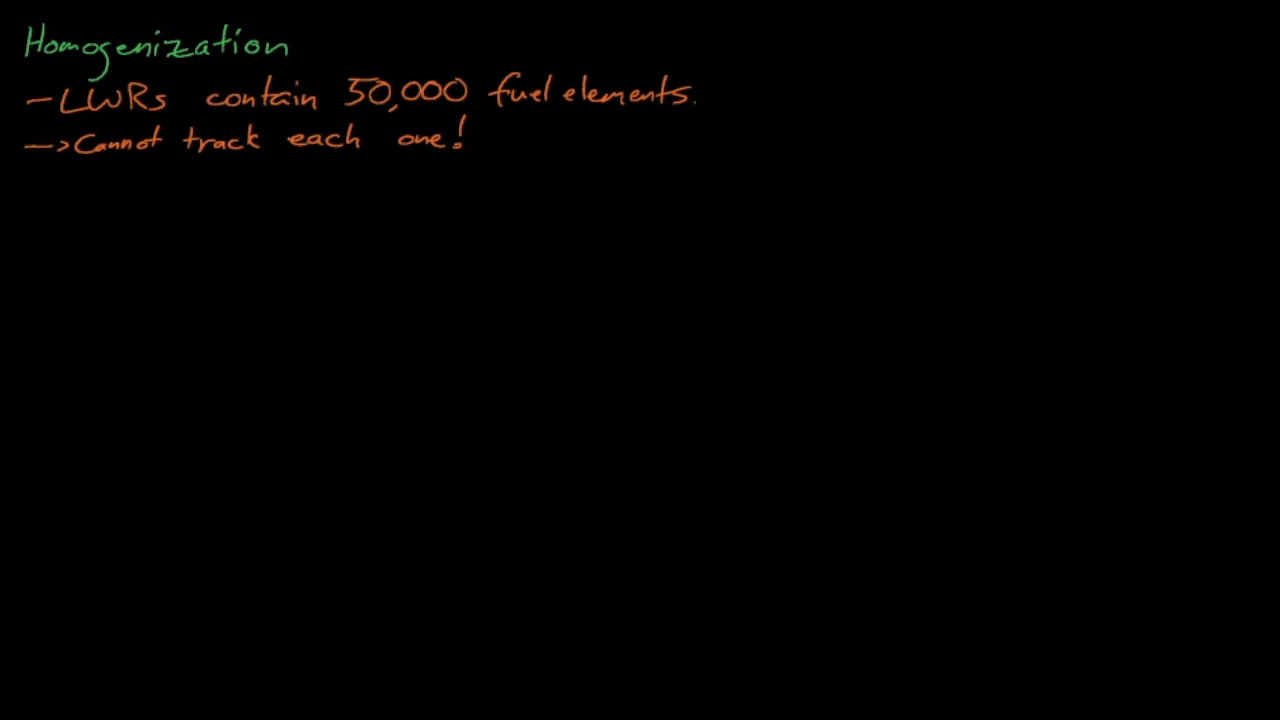 Homogenization
- LWRs contain 50,000 fuel elements.
-> Cannot track each one!